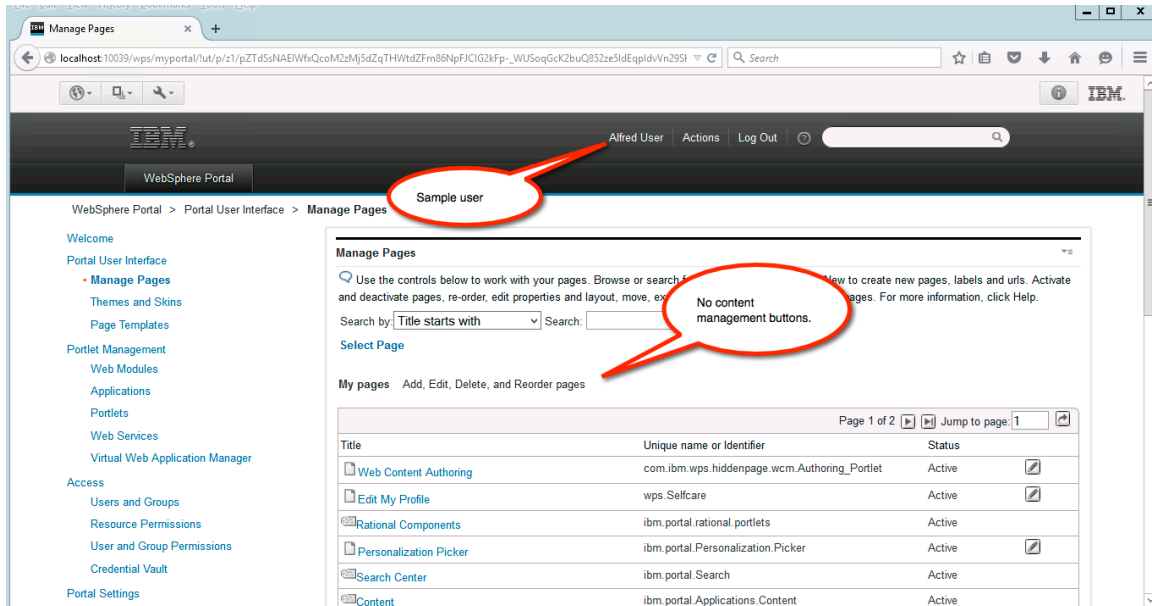 File Edit View History Bookmarks Tools Help
IBM Manage Pages × +
localhost:10039/wps/myportal/!ut/p/z1/
Search
IBM.
IBM®
Alfred User Actions Log Out
WebSphere Portal
Sample user
WebSphere Portal > Portal User Interface > Manage Pages
Welcome
Portal User Interface
Manage Pages
Themes and Skins
Page Templates
Portlet Management
Web Modules
Applications
Portlets
Web Services
Virtual Web Application Manager
Access
Users and Groups
Resource Permissions
User and Group Permissions
Credential Vault
Portal Settings
Manage Pages
Use the controls below to work with your pages. Browse or search f New to create new pages, labels and urls. Activate
and deactivate pages, re-order, edit properties and layout, move, ex ages. For more information, click Help.
No content
management buttons.
Search by: Title starts with Search:
Select Page
My pages Add, Edit, Delete, and Reorder pages
Page 1 of 2 Jump to page: 1
Title Unique name or Identifier Status
Web Content Authoring com.ibm.wps.hiddenpage.wcm.Authoring_Portlet Active
Edit My Profile wps.Selfcare Active
Rational Components ibm.portal.rational.portlets Active
Personalization Picker ibm.portal.Personalization.Picker Active
Search Center ibm.portal.Search Active
Content ibm.portal.Applications.Content Active